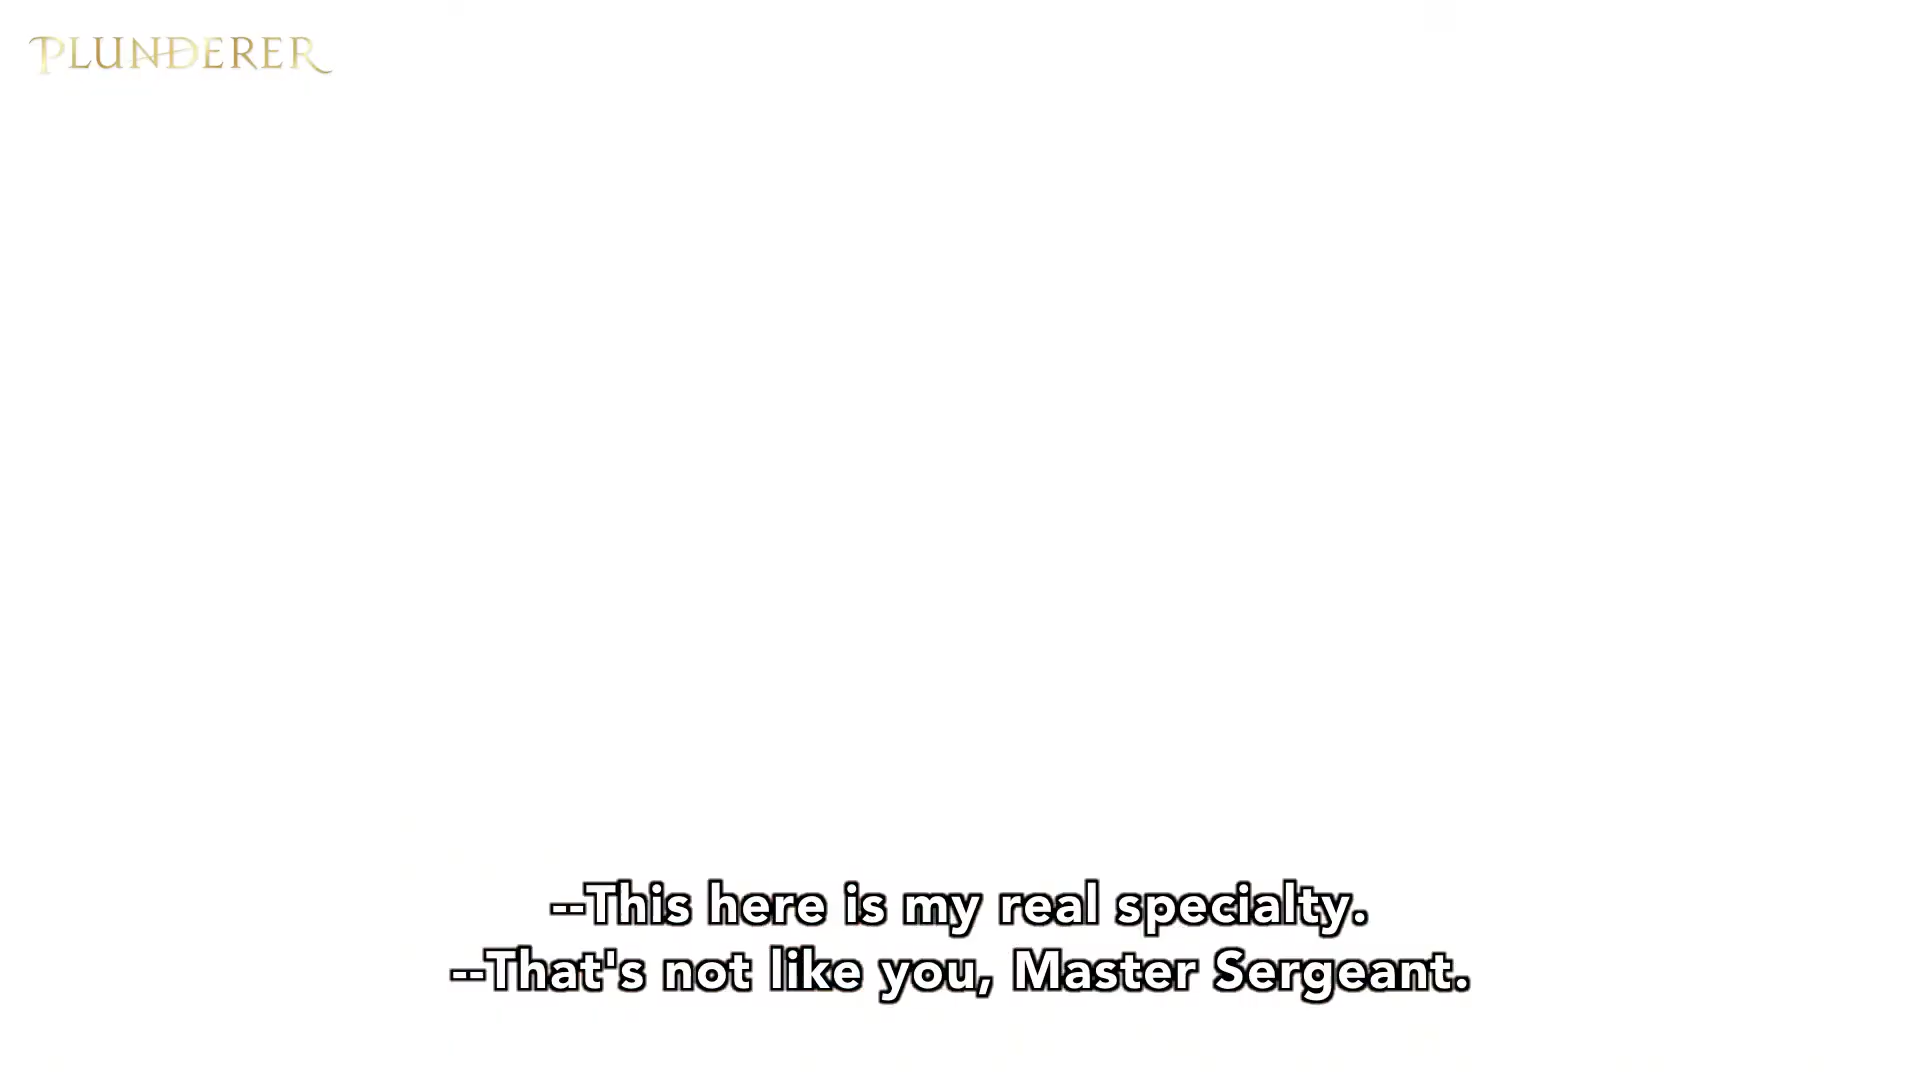 PLUNDERER
--This here is my real specialty.
--That's not like you, Master Sergeant.